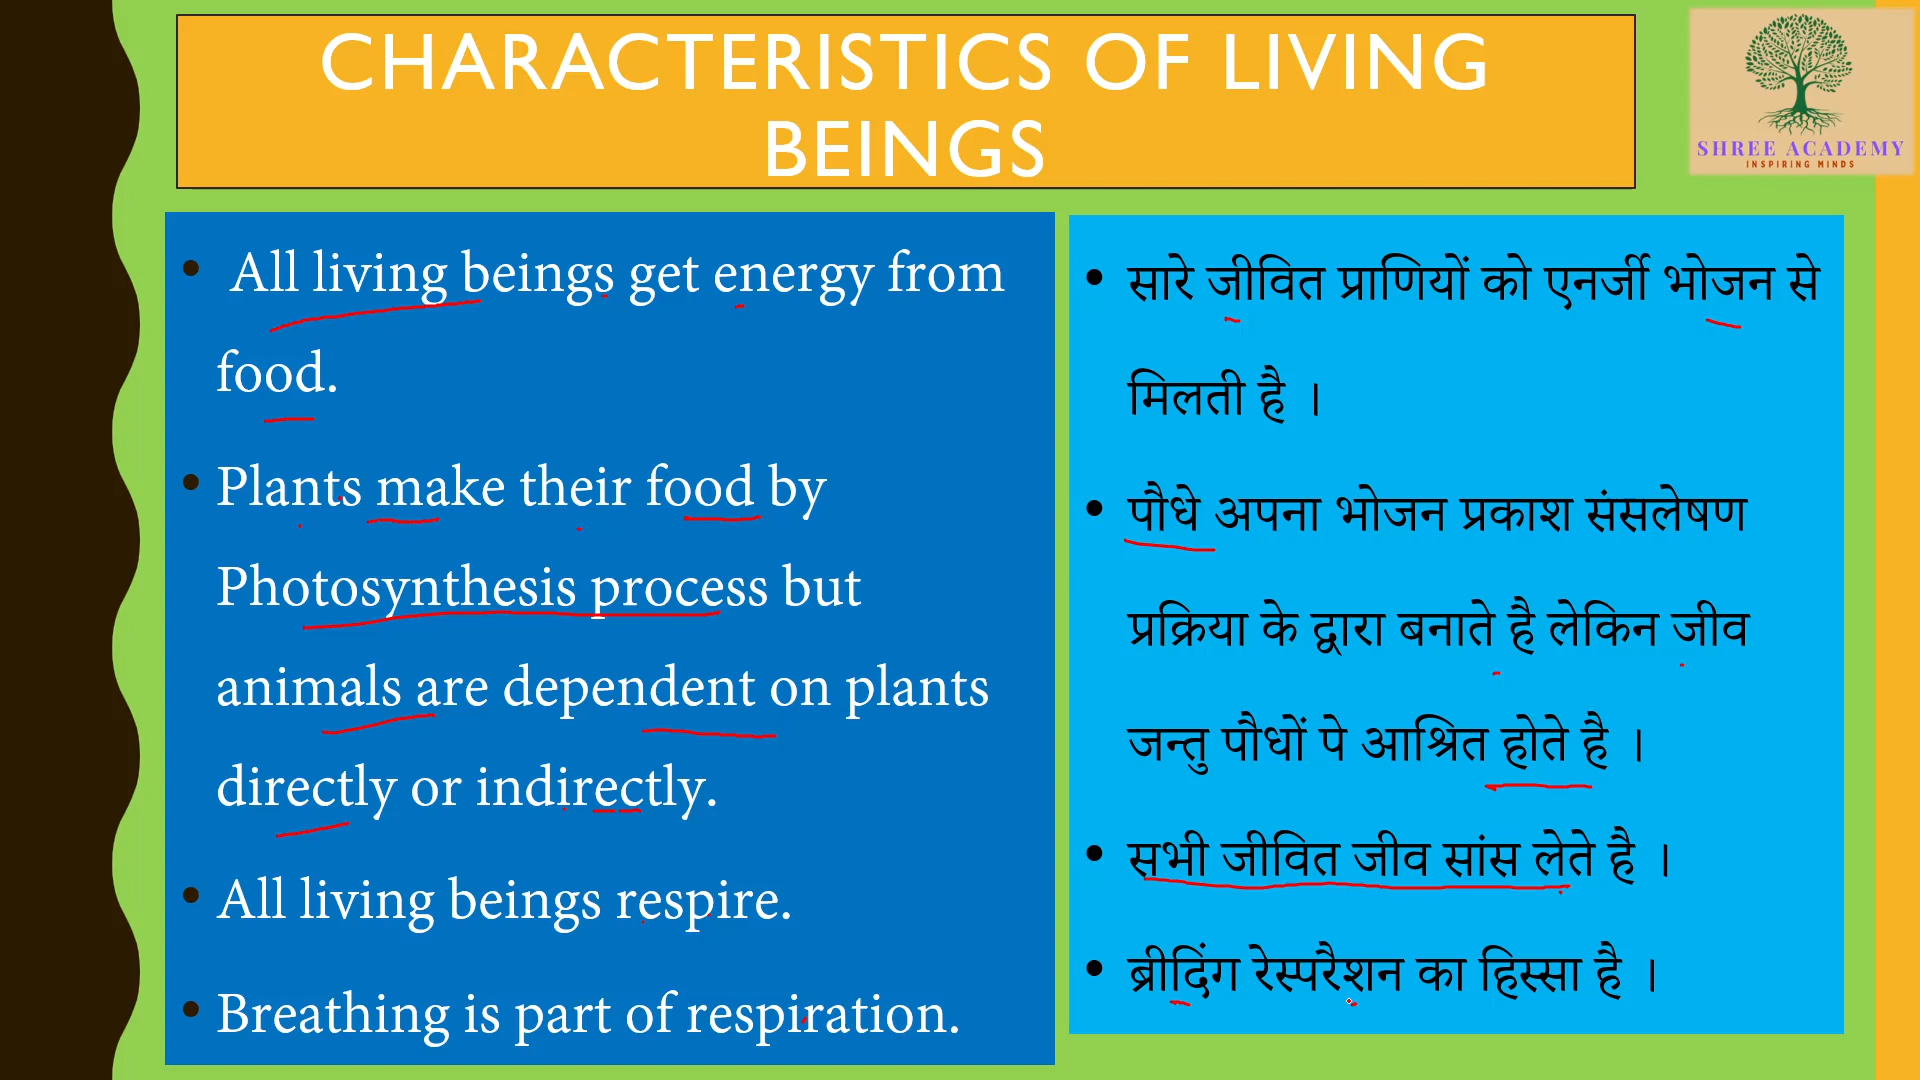 CHARACTERISTICS OF LIVING
BEINGS
SHREE ACADEMY
INSPIRING MINDS
• All living beings get energy from
food.
• Plants make their food by
Photosynthesis process but
animals are dependent on plants
directly or indirectly.
• All living beings respire.
• Breathing is part of respiration.
• सारे जीवित प्राणियों को एनर्जी भोजन से
मिलती है ।
• पौधे अपना भोजन प्रकाश संसलेषण
प्रक्रिया के द्वारा बनाते है लेकिन जीव
जन्तु पौधों पे आश्रित होते है ।
• सभी जीवित जीव सांस लेते है ।
• ब्रीदिंग रेस्परैशन का हिस्सा है ।